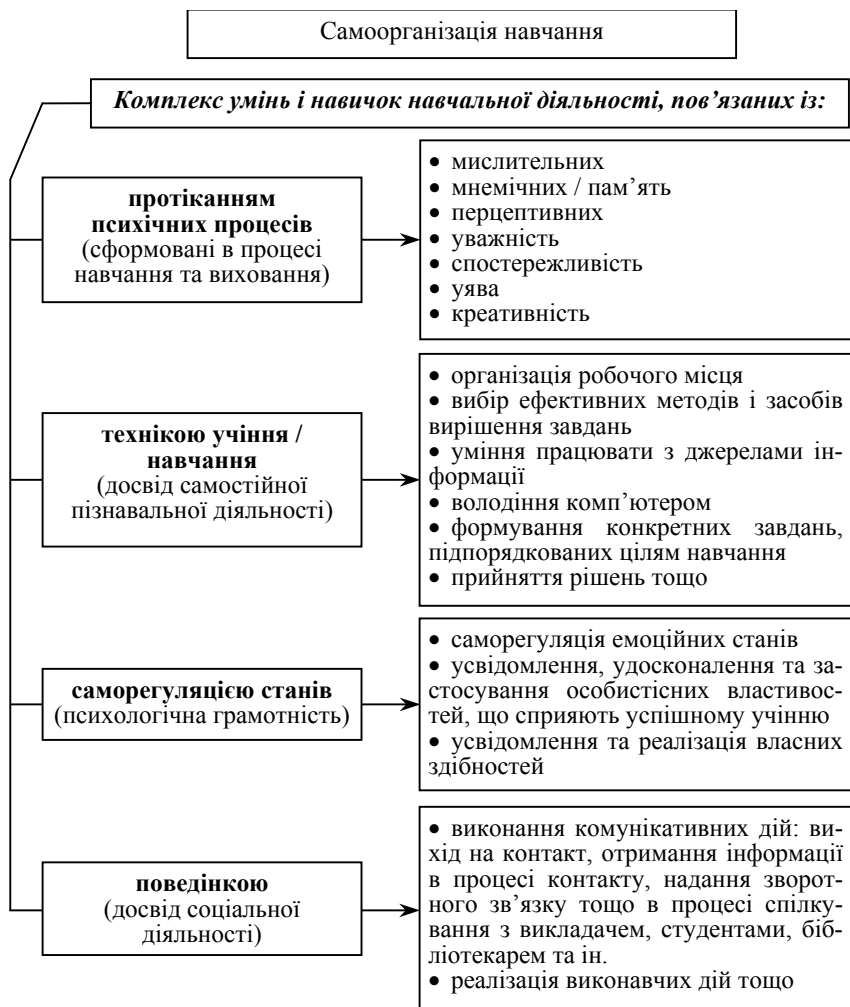 Самоорганізація навчання
Комплекс умінь і навичок навчальної діяльності, пов’язаних із:
протіканням
психічних процесів
(сформовані в процесі
навчання та виховання)
• мислительних
• мнемічних / пам’ять
• перцептивних
• уважність
• спостережливість
• уява
• креативність
технікою учіння /
навчання
(досвід самостійної
пізнавальної діяльності)
• організація робочого місця
• вибір ефективних методів і засобів
вирішення завдань
• уміння працювати з джерелами ін-
формації
• володіння комп’ютером
• формування конкретних завдань,
підпорядкованих цілям навчання
• прийняття рішень тощо
саморегуляцією станів
(психологічна грамотність)
• саморегуляція емоційних станів
• усвідомлення, удосконалення та за-
стосування особистісних властивос-
тей, що сприяють успішному учінню
• усвідомлення та реалізація власних
здібностей
поведінкою
(досвід соціальної
діяльності)
• виконання комунікативних дій: ви-
хід на контакт, отримання інформації
в процесі контакту, надання зворот-
ного зв’язку тощо в процесі спілку-
вання з викладачем, студентами, біб-
ліотекарем та ін.
• реалізація виконавчих дій тощо